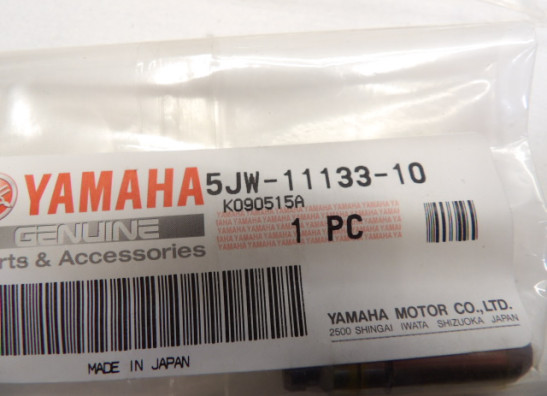 YAMAHA 5JW-11133-10
K090515A
GENUINE
1 PC
rts & Accessories
YAMAHA MOTOR CO.,LTD.
2500 SHINGAI IWATA SHIZUOKA JAPAN
MADE IN JAPAN